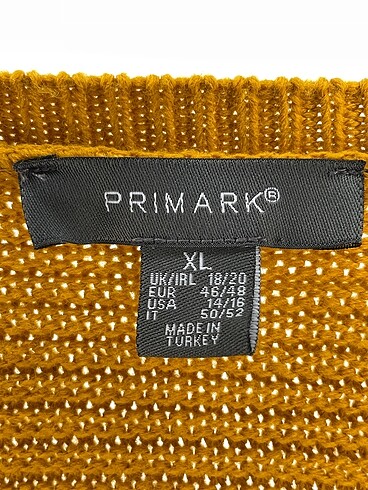 PRIMARK®
XL
UK/IRL 18/20
EUR 46/48
USA 14/16
IT 50/52
MADE IN
TURKEY